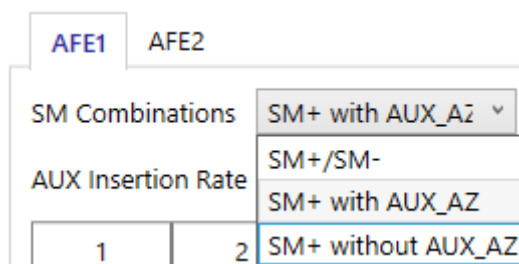 AFE1 AFE2
SM Combinations SM+ with AUX_AZ
SM+/SM-
AUX Insertion Rate
SM+ with AUX_AZ
1 2 SM+ without AUX_AZ